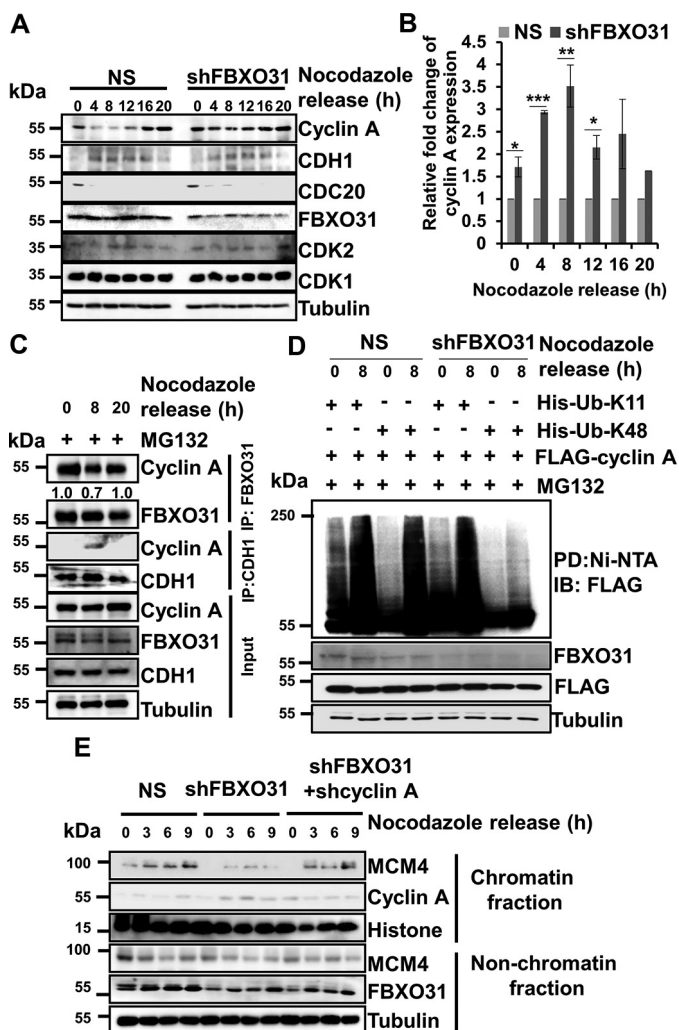 A
NS shFBXO31 Nocodazole
kDa 0 4 8 12 16 20 0 4 8 12 16 20 release (h)
55 Cyclin A
55 CDH1
55 CDC20
55 FBXO31
35 CDK2
35 CDK1
55 Tubulin
B
NS shFBXO31
Relative fold change of
cyclin A expression
4.5
4
3.5
3
2.5
2
1.5
1
0.5
0
* *** ** *
0 4 8 12 16 20
Nocodazole release (h)
C
Nocodazole
0 8 20 release (h)
kDa + + + MG132
55 Cyclin A
1.0 0.7 1.0
55 FBXO31
IP: FBXO31
55 Cyclin A
55 CDH1
IP:CDH1
55 Cyclin A
55 FBXO31
55 CDH1
55 Tubulin
Input
D
NS shFBXO31 Nocodazole
0 8 0 8 0 8 0 8 release (h)
+ + - - + + - - His-Ub-K11
- - + + - - + + His-Ub-K48
+ + + + + + + + FLAG-cyclin A
kDa + + + + + + + + MG132
250
PD:Ni-NTA
IB: FLAG
55
55 FBXO31
55 FLAG
55 Tubulin
E
NS shFBXO31 shFBXO31
+shcyclin A
kDa 0 3 6 9 0 3 6 9 0 3 6 9 Nocodazole release (h)
100 MCM4
55 Cyclin A
15 Histone
Chromatin
fraction
100 MCM4
55 FBXO31
55 Tubulin
Non-chromatin
fraction